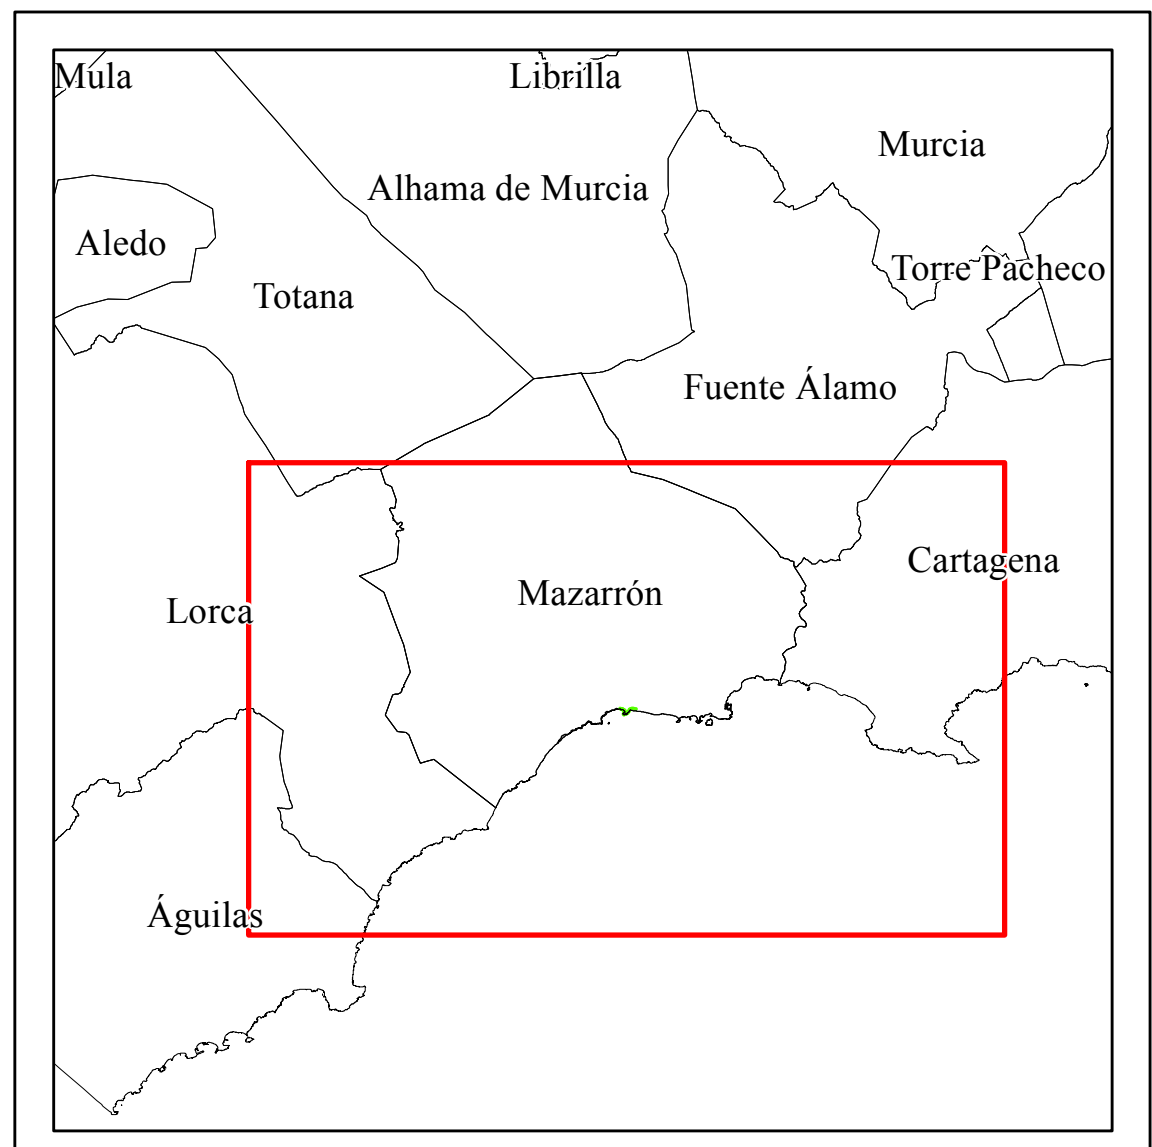 Mula
Librilla
Murcia
Alhama de Murcia
Aledo
Torre Pacheco
Totana
Fuente Álamo
Cartagena
Mazarrón
Lorca
Águilas